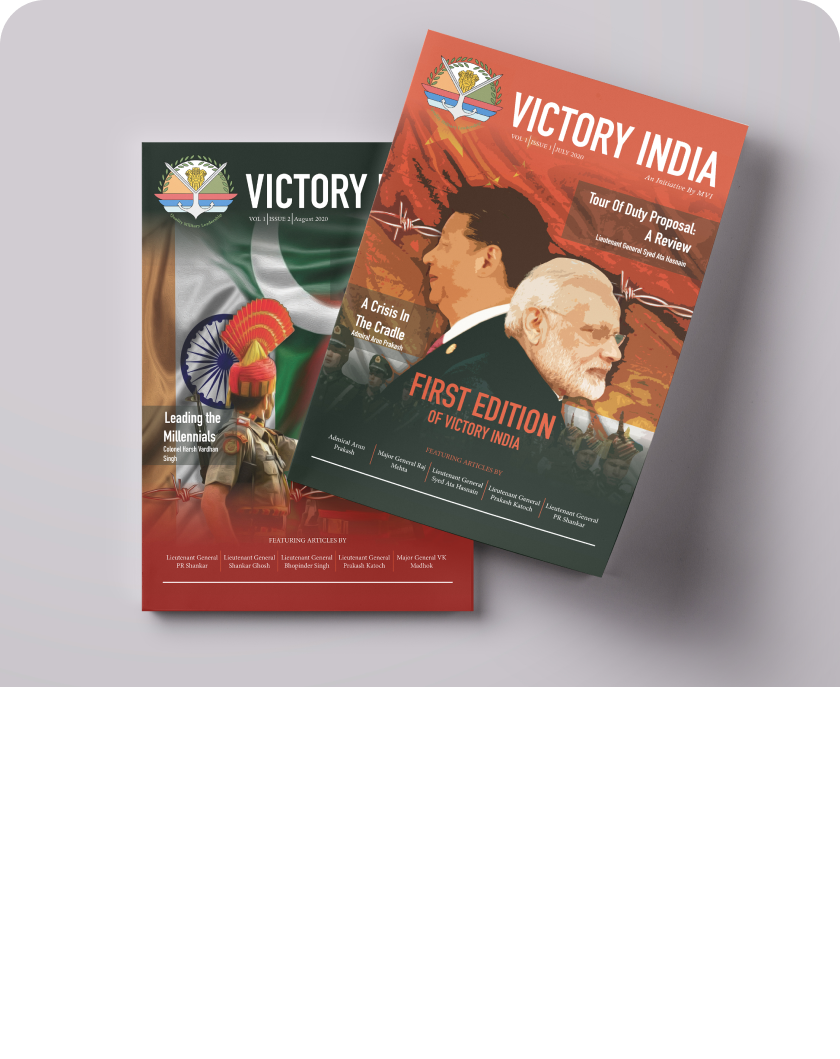 VICTORY INDIA
VOL 1 ISSUE 1 JULY 2020
An Initiative By MVI
Tour Of Duty Proposal:
A Review
Lieutenant General Syed Ata Hasnain
A Crisis In
The Cradle
Admiral Arun Prakash
FIRST EDITION
OF VICTORY INDIA
FEATURING ARTICLES BY
Admiral Arun
Prakash
Major General Raj
Mehta
Lieutenant General
Syed Ata Hasnain
Lieutenant General
Prakash Katoch
Lieutenant General
PR Shankar
VICTORY
VOL 1 ISSUE 2 August 2020
Quality Military Leadership
Leading the
Millennials
Colonel Harsh Vardhan
Singh
FEATURING ARTICLES BY
Lieutenant General
PR Shankar
Lieutenant General
Shankar Ghosh
Lieutenant General
Bhopinder Singh
Lieutenant General
Prakash Katoch
Major General VK
Madhok